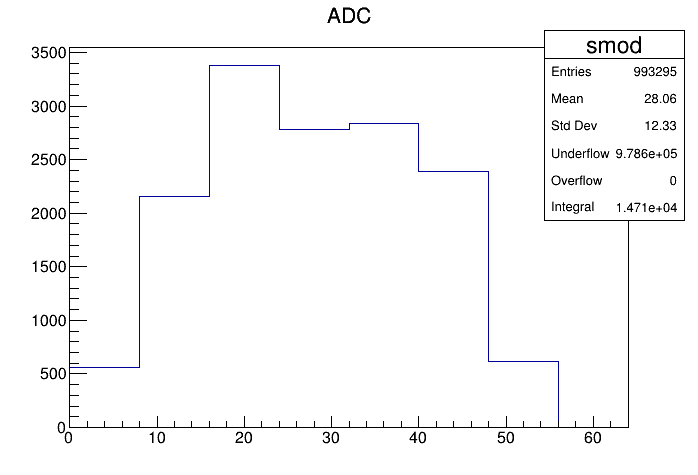 ADC
smod
Entries 993295
Mean 28.06
Std Dev 12.33
Underflow 9.786e+05
Overflow 0
Integral 1.471e+04
3500
3000
2500
2000
1500
1000
500
0
0 10 20 30 40 50 60